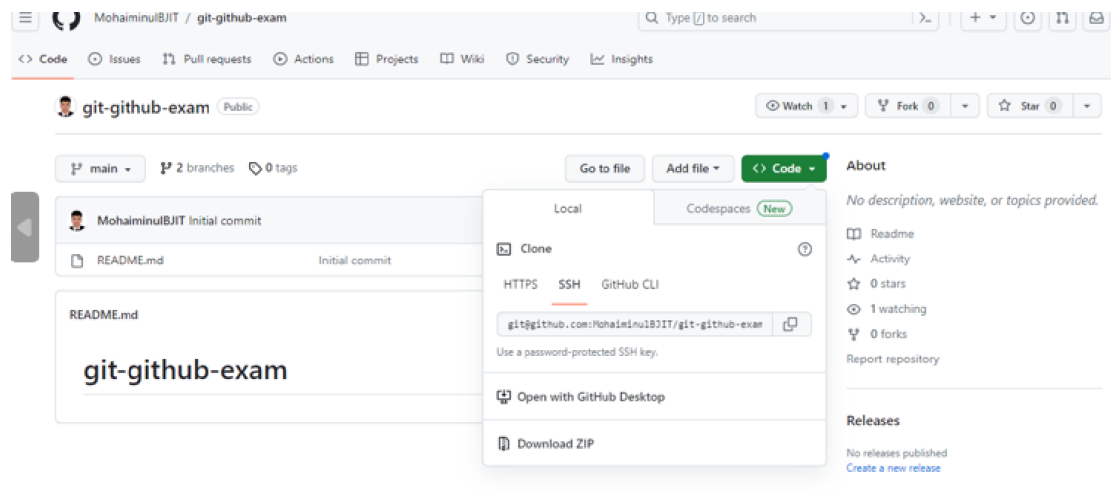 MohaiminulBJIT / git-github-exam
Type / to search
Code Issues Pull requests Actions Projects Wiki Security Insights
git-github-exam Public
Watch 1 Fork 0 Star 0
main 2 branches 0 tags Go to file Add file Code
MohaiminulBJIT Initial commit
README.md Initial commit
README.md
git-github-exam
Local Codespaces New
Clone
HTTPS SSH GitHub CLI
git@github.com:MohaiminulBJIT/git-github-exam
Use a password-protected SSH key.
Open with GitHub Desktop
Download ZIP
About
No description, website, or topics provided.
Readme
Activity
0 stars
1 watching
0 forks
Report repository
Releases
No releases published
Create a new release